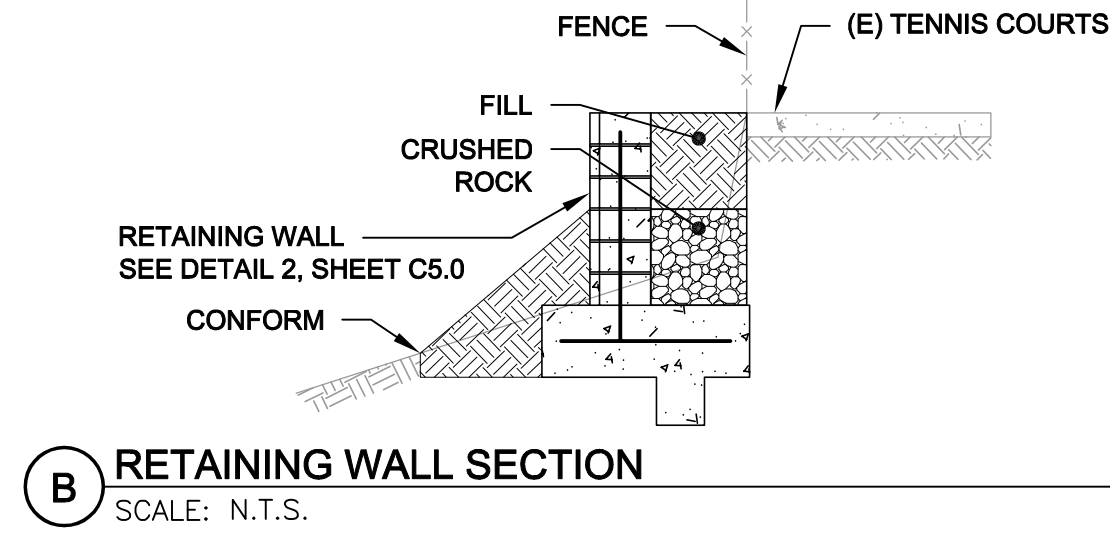 FENCE
(E) TENNIS COURTS
FILL
CRUSHED
ROCK
RETAINING WALL
SEE DETAIL 2, SHEET C5.0
CONFORM
B
RETAINING WALL SECTION
SCALE: N.T.S.